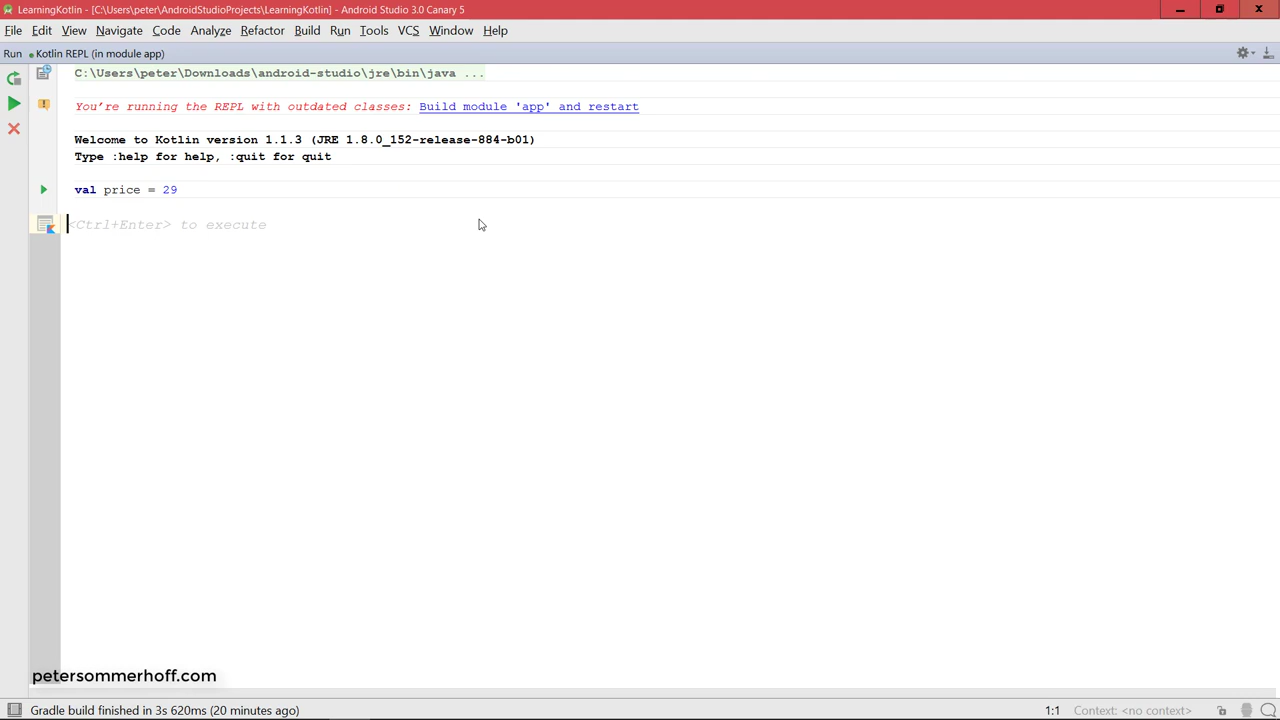 LearningKotlin - [C:\Users\peter\AndroidStudioProjects\LearningKotlin] - Android Studio 3.0 Canary 5
File Edit View Navigate Code Analyze Refactor Build Run Tools VCS Window Help
Run Kotlin REPL (in module app)
C:\Users\peter\Downloads\android-studio\jre\bin\java ...
You're running the REPL with outdated classes: Build module 'app' and restart
Welcome to Kotlin version 1.1.3 (JRE 1.8.0_152-release-884-b01)
Type :help for help, :quit for quit
val price = 29
<Ctrl+Enter> to execute
petersommerhoff.com
Gradle build finished in 3s 620ms (20 minutes ago) 1:1 Context: <no context>